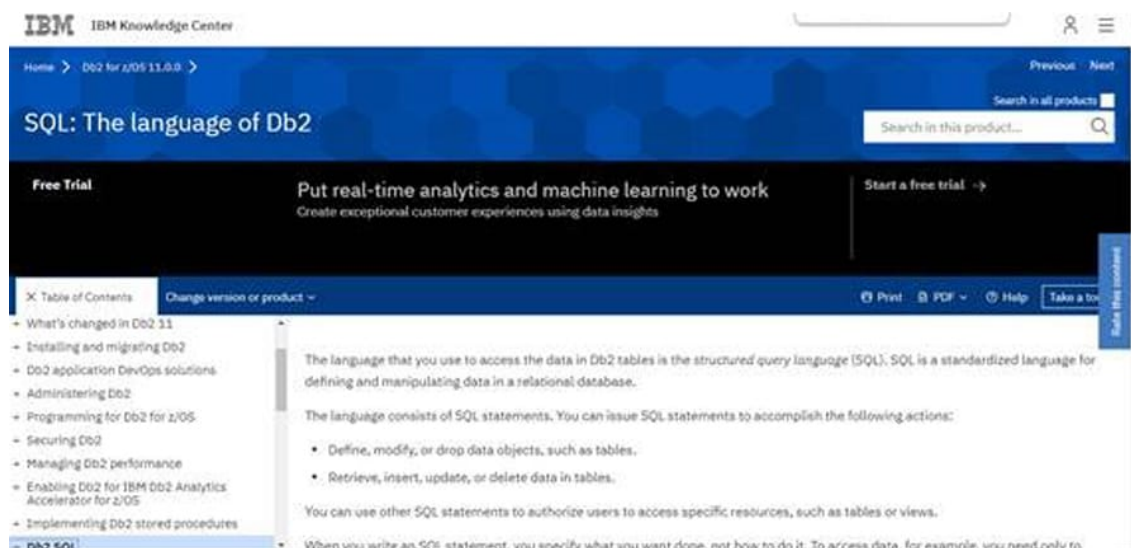 IBM IBM Knowledge Center
Home > Db2 for z/OS 11.0.0 >
Previous Next
Search in all products
SQL: The language of Db2
Search in this product...
Free Trial
Put real-time analytics and machine learning to work
Create exceptional customer experiences using data insights
Start a free trial →
Rate this content
× Table of Contents
Change version or product
Print PDF Help Take a to
What's changed in Db2 11
Installing and migrating Db2
Db2 application DevOps solutions
Administering Db2
Programming for Db2 for z/OS
Securing Db2
Managing Db2 performance
Enabling Db2 for IBM Db2 Analytics
Accelerator for z/OS
Implementing Db2 stored procedures
Db2 SQL
The language that you use to access the data in Db2 tables is the structured query language (SQL). SQL is a standardized language for
defining and manipulating data in a relational database.
The language consists of SQL statements. You can issue SQL statements to accomplish the following actions:
• Define, modify, or drop data objects, such as tables.
• Retrieve, insert, update, or delete data in tables.
You can use other SQL statements to authorize users to access specific resources, such as tables or views.
When you write an SQL statement, you specify what you want done, not how to do it. To access data, for example, you need only to